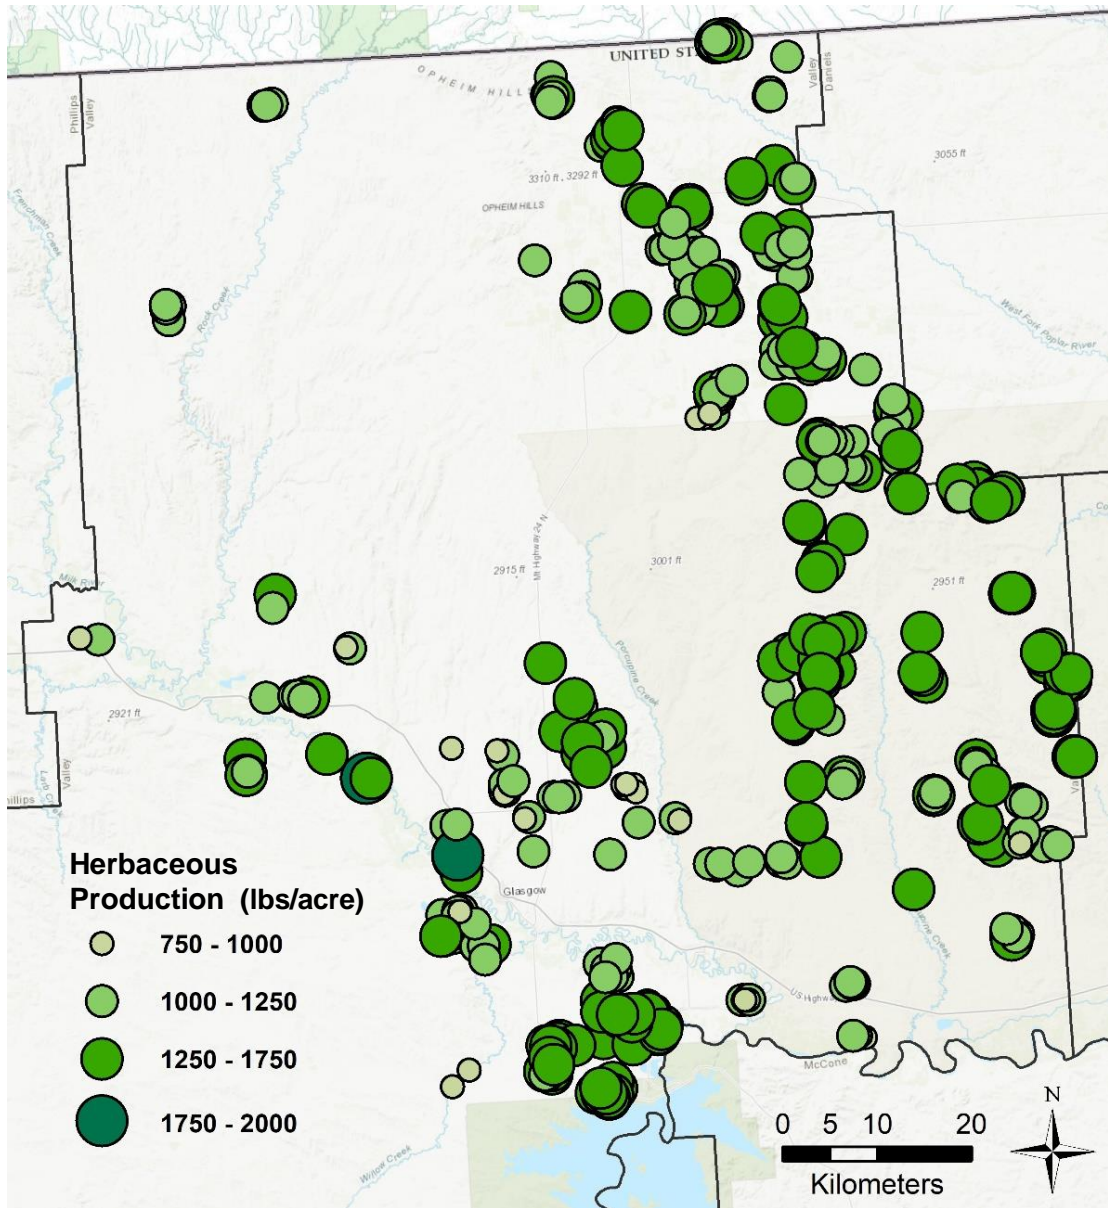 UNITED ST
OPHEIM HILLS
Phillips
Valley
Valley
Daniels
3055 ft
3310 ft , 3292 ft
OPHEIM HILLS
Frenchman Creek
Rock Creek
West Fork Poplar River
Mt Highway 24 N
2915 ft
3001 ft
2951 ft
Milk River
Porcupine Creek
2921 ft
Valley
hillips
Herbaceous
Production (lbs/acre)
Glasgow
750 - 1000
1000 - 1250
US Highway
1250 - 1750
McCone
1750 - 2000
Willow Creek
N
0 5 10 20
Kilometers